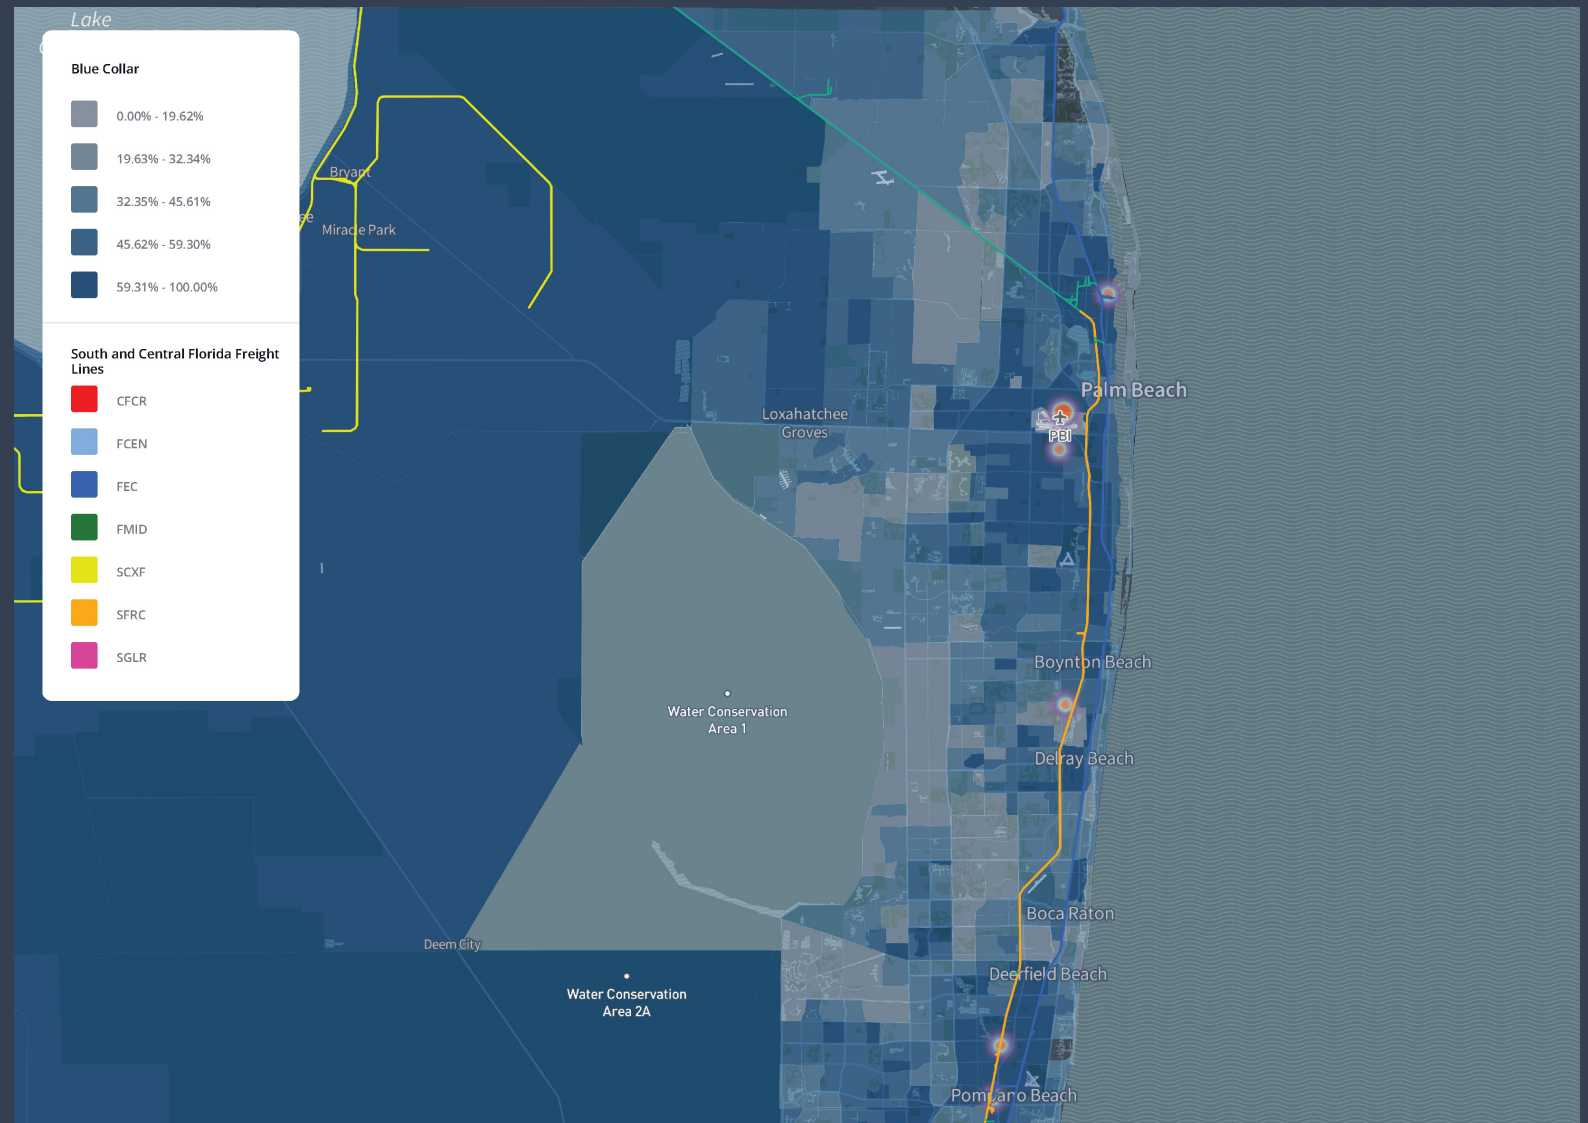 Lake
Blue Collar
0.00% - 19.62%
19.63% - 32.34%
32.35% - 45.61%
45.62% - 59.30%
59.31% - 100.00%
South and Central Florida Freight
Lines
CFCR
FCEN
FEC
FMID
SCXF
SFRC
SGLR
Bryant
ee
Miracle Park
Palm Beach
Loxahatchee
Groves
PBI
Boynton Beach
Water Conservation
Area 1
Delray Beach
Boca Raton
Deem City
Deerfield Beach
Water Conservation
Area 2A
Pompano Beach